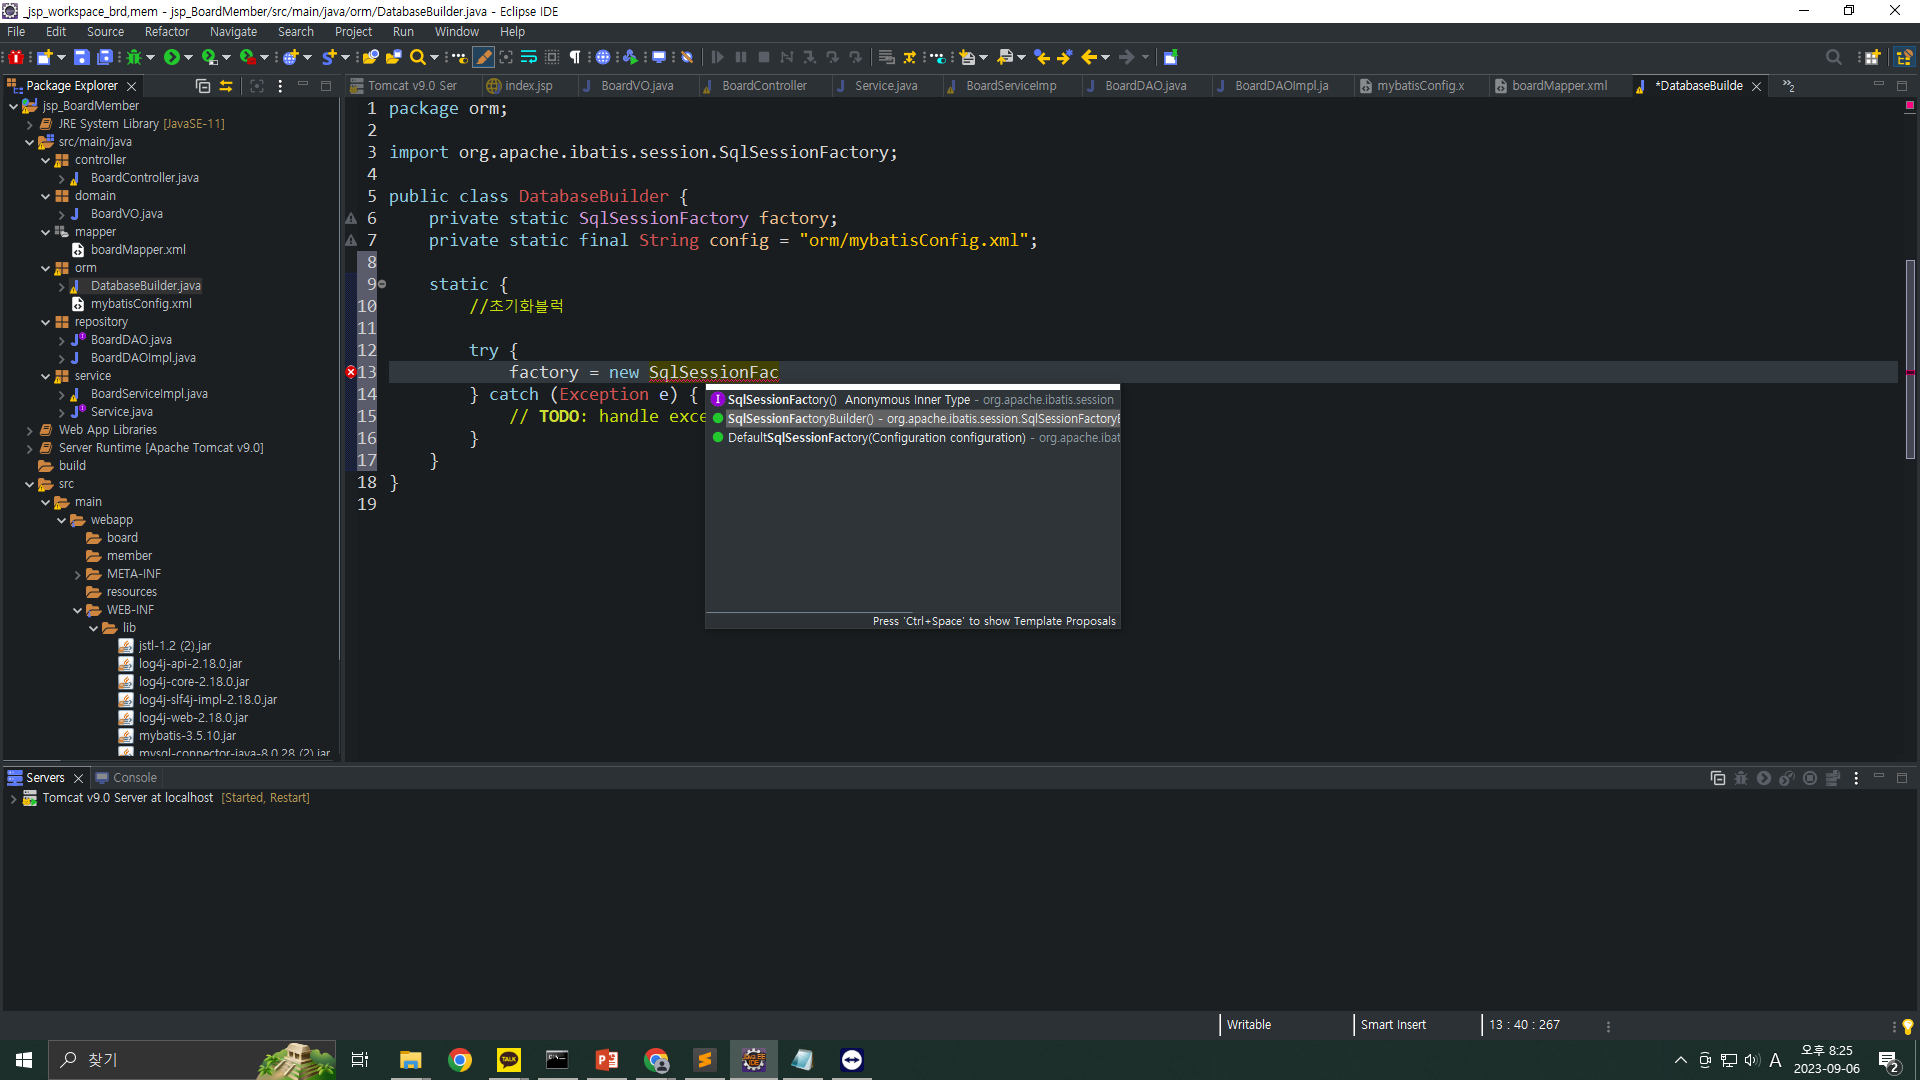 _jsp_workspace_brd,mem - jsp_BoardMember/src/main/java/orm/DatabaseBuilder.java - Eclipse IDE
File Edit Source Refactor Navigate Search Project Run Window Help
Package Explorer
Tomcat v9.0 Ser index.jsp BoardVO.java BoardController Service.java BoardServiceImp BoardDAO.java BoardDAOImpl.ja mybatisConfig.x boardMapper.xml *DatabaseBuilde »2
jsp_BoardMember
JRE System Library [JavaSE-11]
src/main/java
controller
BoardController.java
domain
BoardVO.java
mapper
boardMapper.xml
orm
DatabaseBuilder.java
mybatisConfig.xml
repository
BoardDAO.java
BoardDAOImpl.java
service
BoardServiceImpl.java
Service.java
Web App Libraries
Server Runtime [Apache Tomcat v9.0]
build
src
main
webapp
board
member
META-INF
resources
WEB-INF
lib
jstl-1.2 (2).jar
log4j-api-2.18.0.jar
log4j-core-2.18.0.jar
log4j-slf4j-impl-2.18.0.jar
log4j-web-2.18.0.jar
mybatis-3.5.10.jar
mysql-connector-java-8.0.28 (2).jar
1 package orm;
2
3 import org.apache.ibatis.session.SqlSessionFactory;
4
5 public class DatabaseBuilder {
6 private static SqlSessionFactory factory;
7 private static final String config = "orm/mybatisConfig.xml";
8
9 static {
10 //초기화블럭
11
12 try {
13 factory = new SqlSessionFac
14 } catch (Exception e) {
15 // TODO: handle exce
16 }
17 }
18 }
19
SqlSessionFactory() Anonymous Inner Type - org.apache.ibatis.session
SqlSessionFactoryBuilder() - org.apache.ibatis.session.SqlSessionFactoryB
DefaultSqlSessionFactory(Configuration configuration) - org.apache.ibat
Press 'Ctrl+Space' to show Template Proposals
Servers Console
Tomcat v9.0 Server at localhost [Started, Restart]
Writable Smart Insert 13 : 40 : 267
찾기
TALK
A
오후 8:25
2023-09-06
2